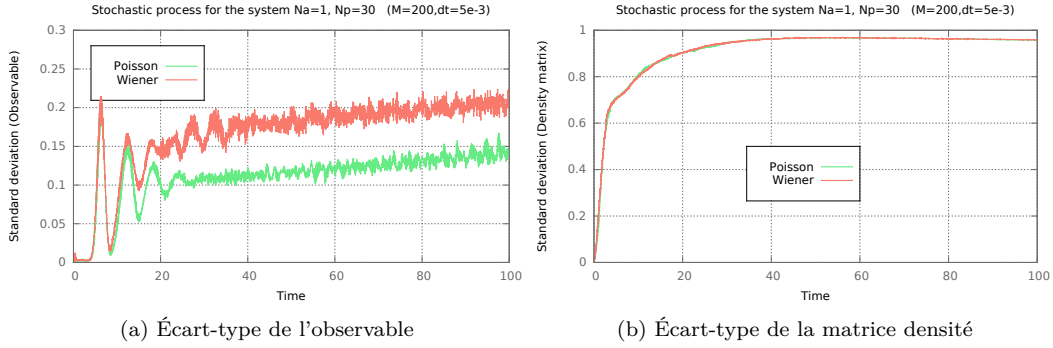 Stochastic process for the system Na=1, Np=30 (M=200,dt=5e-3)
Standard deviation (Observable)
0.3
0.25
0.2
0.15
0.1
0.05
0
Poisson
Wiener
0 20 40 60 80 100
Time
(a) Écart-type de l'observable
Stochastic process for the system Na=1, Np=30 (M=200,dt=5e-3)
Standard deviation (Density matrix)
1
0.8
0.6
0.4
0.2
0
Poisson
Wiener
0 20 40 60 80 100
Time
(b) Écart-type de la matrice densité